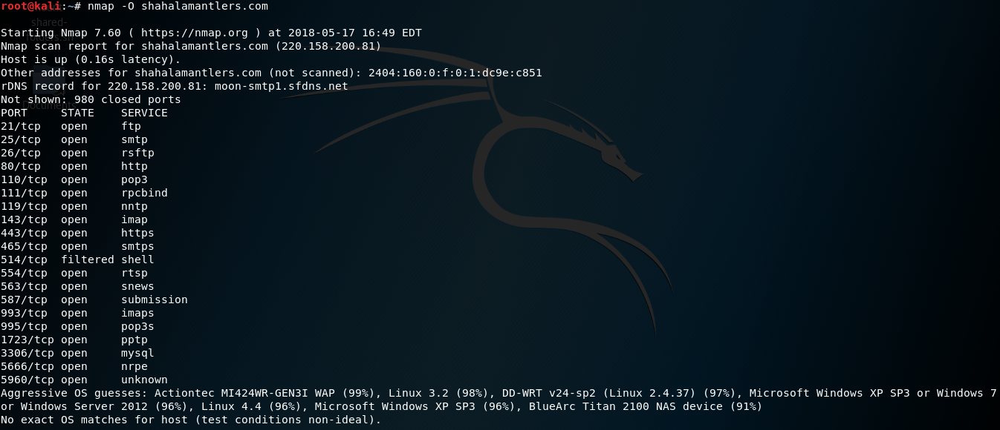 root@kali:~# nmap -O shahalamantlers.com
shared-
Starting Nmap 7.60 ( https://nmap.org ) at 2018-05-17 16:49 EDT
Nmap scan report for shahalamantlers.com (220.158.200.81)
Host is up (0.16s latency).
Other addresses for shahalamantlers.com (not scanned): 2404:160:0:f:0:1:dc9e:c851
rDNS record for 220.158.200.81: moon-smtp1.sfdns.net
Not shown: 980 closed ports
Documents
PORT     STATE    SERVICE
21/tcp   open     ftp
25/tcp   open     smtp
26/tcp   open     rsftp
80/tcp   open     http
110/tcp  open     pop3
111/tcp  open     rpcbind
119/tcp  open     nntp
143/tcp  open     imap
443/tcp  open     https
465/tcp  open     smtps
514/tcp  filtered shell
554/tcp  open     rtsp
563/tcp  open     snews
587/tcp  open     submission
993/tcp  open     imaps
995/tcp  open     pop3s
1723/tcp open     pptp
3306/tcp open     mysql
5666/tcp open     nrpe
5960/tcp open     unknown
Aggressive OS guesses: Actiontec MI424WR-GEN3I WAP (99%), Linux 3.2 (98%), DD-WRT v24-sp2 (Linux 2.4.37) (97%), Microsoft Windows XP SP3 or Windows 7
or Windows Server 2012 (96%), Linux 4.4 (96%), Microsoft Windows XP SP3 (96%), BlueArc Titan 2100 NAS device (91%)
No exact OS matches for host (test conditions non-ideal).